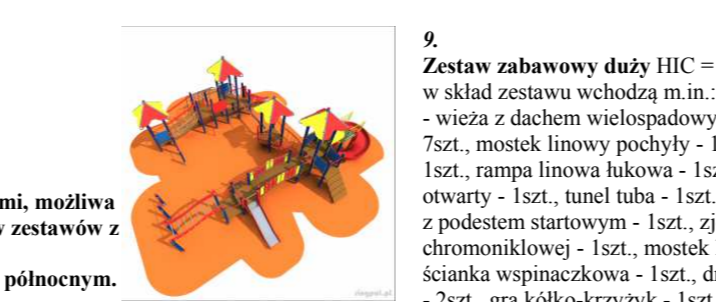 mi, możliwa
zestawów z
północnym.
9.
Zestaw zabawowy duży HIC =
w skład zestawu wchodzą m.in.:
- wieża z dachem wielospadowy
7szt., mostek linowy pochyły - 1
1szt., rampa linowa łukowa - 1sz
otwarty - 1szt., tunel tuba - 1szt.
z podestem startowym - 1szt., zj
chromoniklowej - 1szt., mostek
ścianka wspinaczkowa - 1szt., d
- 2szt., gra kółko-krzyżyk - 1szt